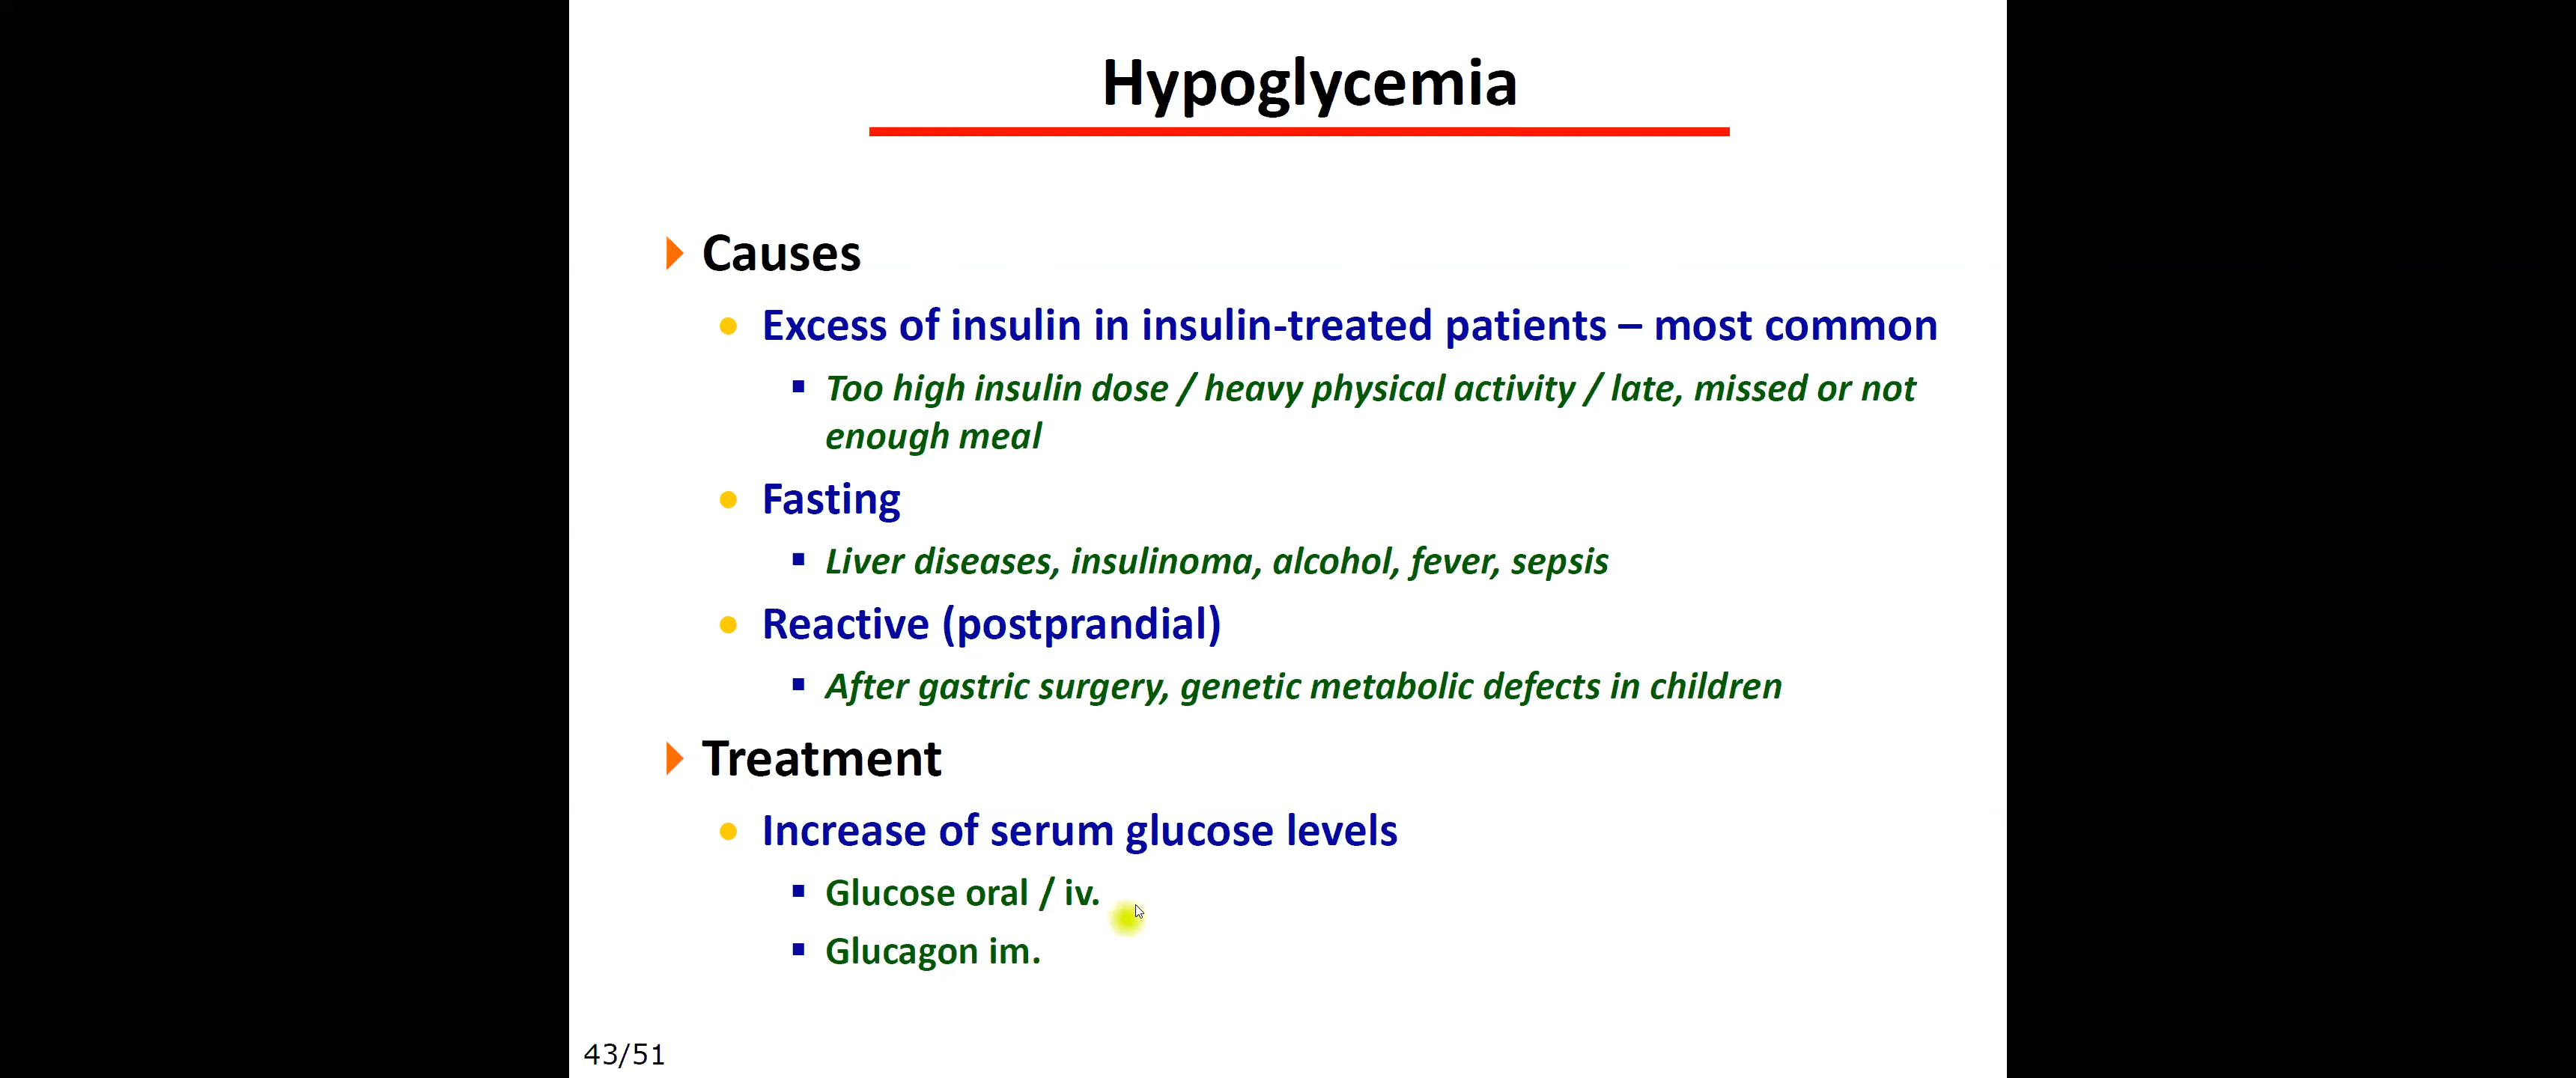 Hypoglycemia
Causes
Excess of insulin in insulin-treated patients – most common
Too high insulin dose / heavy physical activity / late, missed or not
enough meal
Fasting
Liver diseases, insulinoma, alcohol, fever, sepsis
Reactive (postprandial)
After gastric surgery, genetic metabolic defects in children
Treatment
Increase of serum glucose levels
Glucose oral / iv.
Glucagon im.
43/51